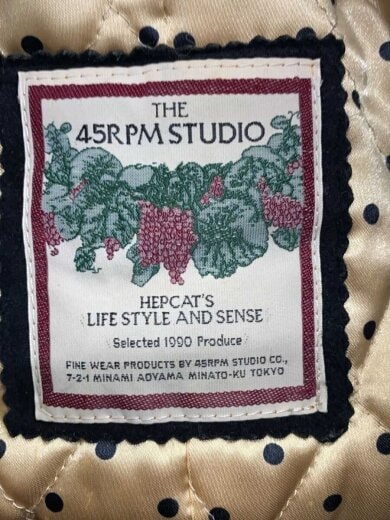 THE
45RPM STUDIO
HEPCAT'S
LIFE STYLE AND SENSE
Selected 1990 Produce
FINE WEAR PRODUCTS BY 45RPM STUDIO CO.,
7-2-1 MINAMI AOYAMA MINATO-KU TOKYO